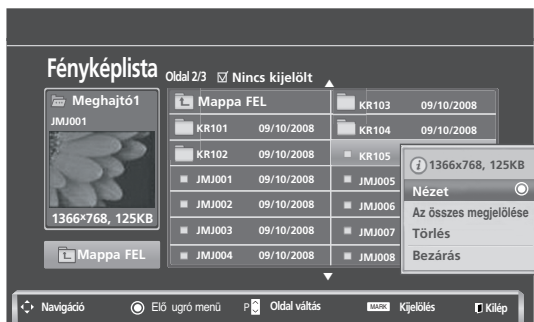 Fényképlista Oldal 2/3 ☑ Nincs kijelölt
Meghajtó1
JMJ001
1366×768, 125KB
Mappa FEL
Mappa FEL
KR101 09/10/2008
KR102 09/10/2008
JMJ001 09/10/2008
JMJ002 09/10/2008
JMJ003 09/10/2008
JMJ004 09/10/2008
KR103 09/10/2008
KR104 09/10/2008
KR105
JMJ005
JMJ006
JMJ007
JMJ008
1366x768, 125KB
Nézet
Az összes megjelölése
Törlés
Bezárás
Navigáció Elő ugró menü P Oldal váltás MARK Kijelölés Kilép